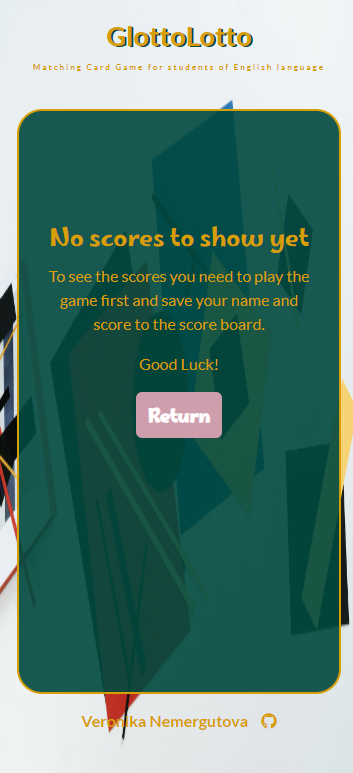 GlottoLotto
Matching Card Game for students of English language
No scores to show yet
To see the scores you need to play the
game first and save your name and
score to the score board.
Good Luck!
Return
Veronika Nemergutova